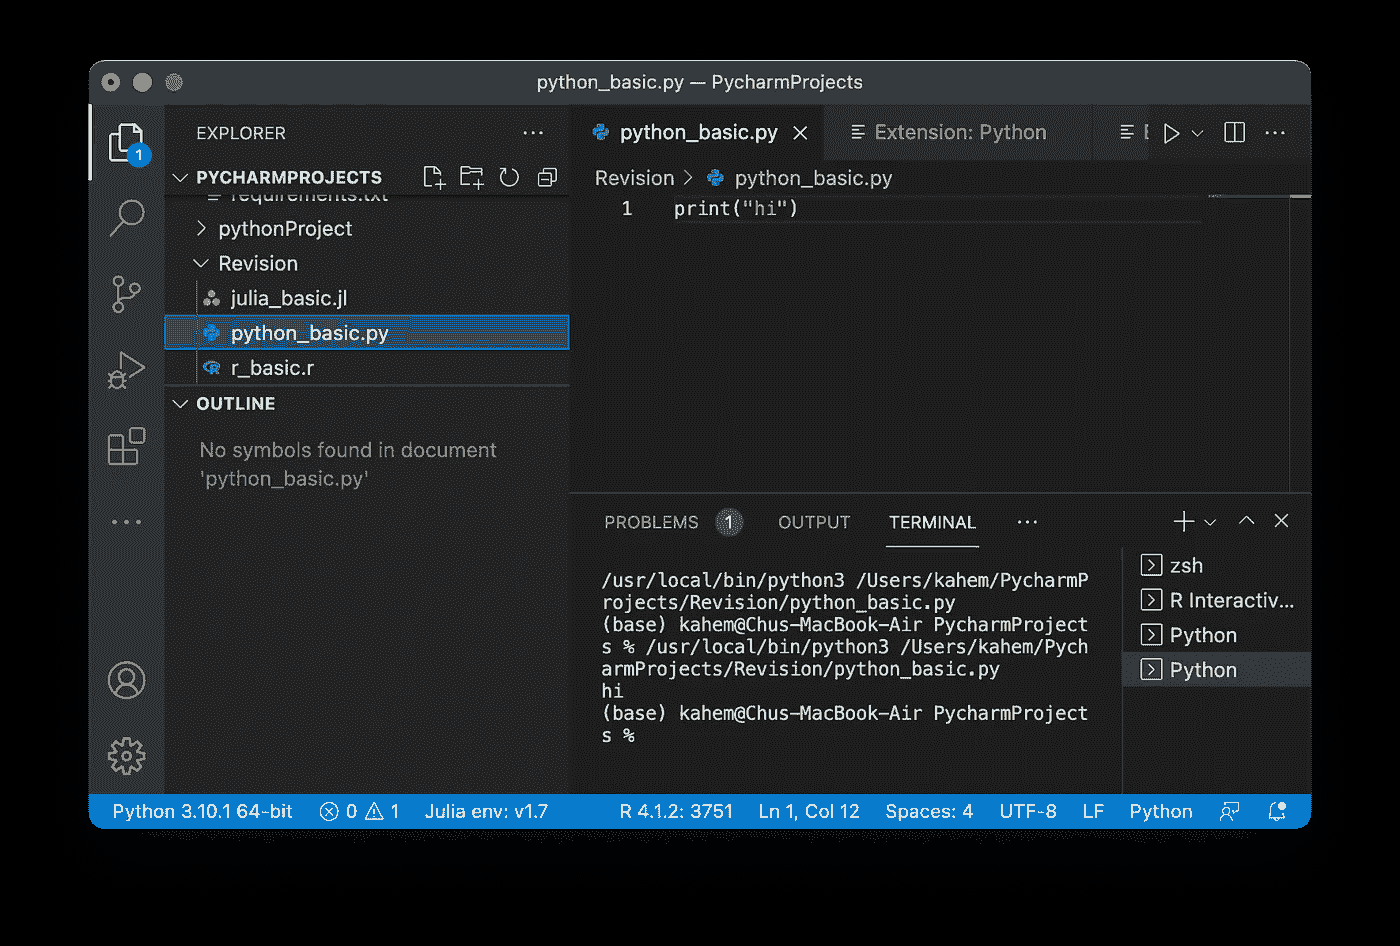 python_basic.py — PycharmProjects
EXPLORER
1
PYCHARMPROJECTS
requirements.txt
pythonProject
Revision
julia_basic.jl
python_basic.py
r_basic.r
OUTLINE
No symbols found in document
'python_basic.py'
python_basic.py
Extension: Python
Revision > python_basic.py
1 print("hi")
PROBLEMS 1 OUTPUT TERMINAL
/usr/local/bin/python3 /Users/kahem/PycharmP
rojects/Revision/python_basic.py
(base) kahem@Chus-MacBook-Air PycharmProject
s % /usr/local/bin/python3 /Users/kahem/Pych
armProjects/Revision/python_basic.py
hi
(base) kahem@Chus-MacBook-Air PycharmProject
s %
zsh
R Interactiv...
Python
Python
Python 3.10.1 64-bit 0 1 Julia env: v1.7 R 4.1.2: 3751 Ln 1, Col 12 Spaces: 4 UTF-8 LF Python